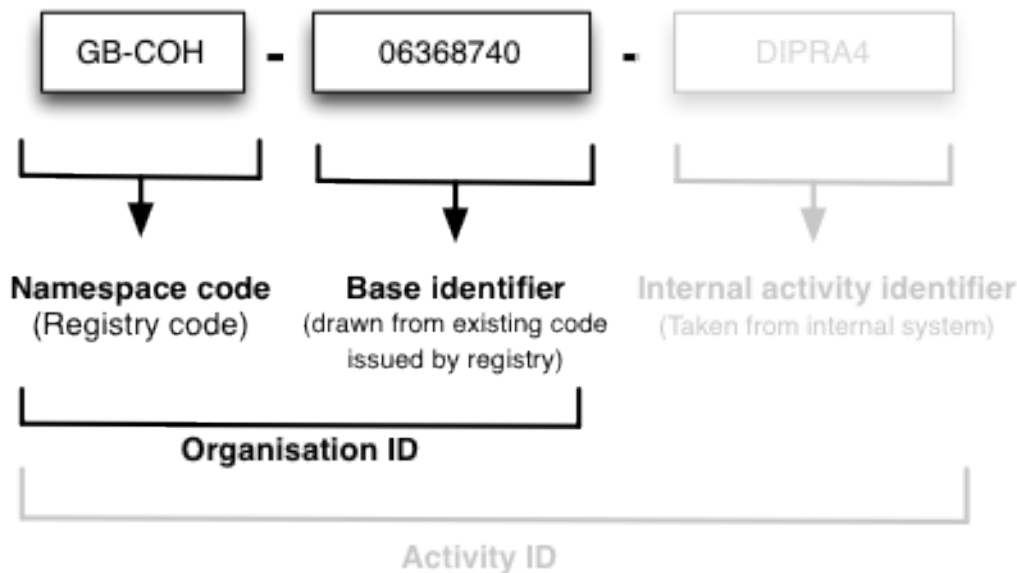 GB-COH - 06368740 - DIPRA4
Namespace code
(Registry code)
Base identifier
(drawn from existing code
issued by registry)
Internal activity identifier
(Taken from internal system)
Organisation ID
Activity ID